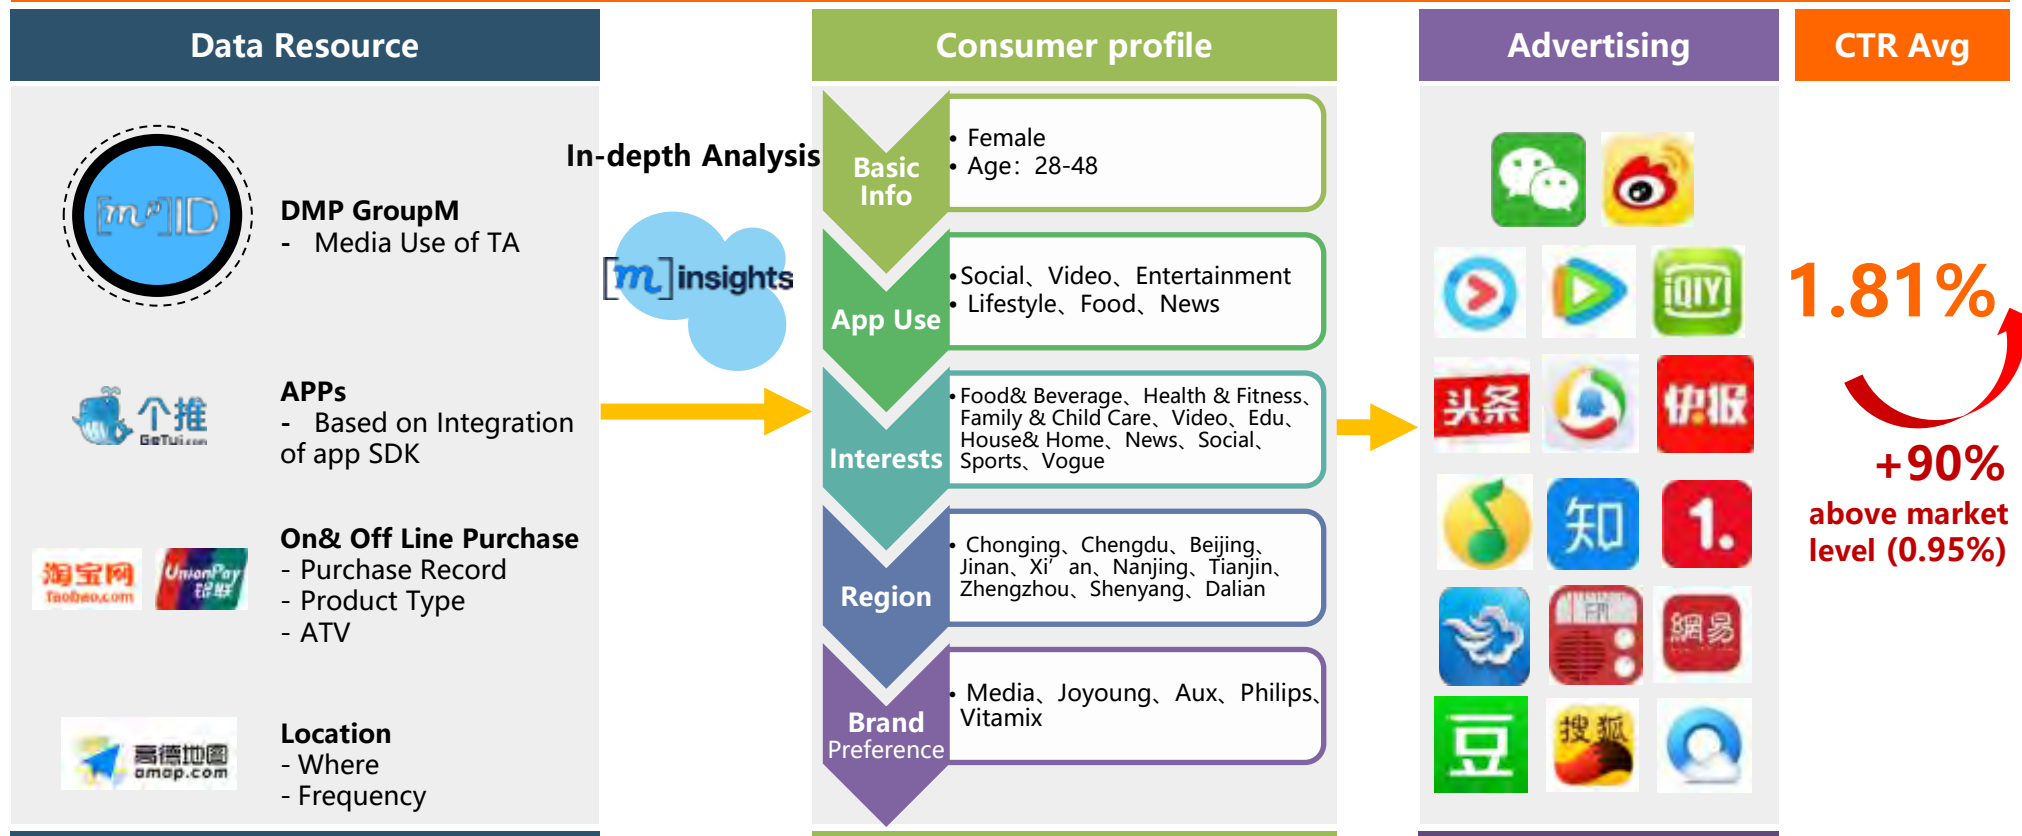 Data Resource
Consumer profile
Advertising
CTR Avg
[m]ID
DMP GroupM
- Media Use of TA
个推
GeTui.com
APPs
- Based on Integration
of app SDK
淘宝网
Taobao.com
UnionPay
银联
On& Off Line Purchase
- Purchase Record
- Product Type
- ATV
高德地图
amap.com
Location
- Where
- Frequency
In-depth Analysis
[m]insights
Basic
Info
• Female
• Age：28-48
App Use
•Social、Video、Entertainment
• Lifestyle、Food、News
Interests
•Food& Beverage、Health & Fitness、
Family & Child Care、Video、Edu、
House& Home、News、Social、
Sports、Vogue
Region
• Chonging、Chengdu、Beijing、
Jinan、Xi’an、Nanjing、Tianjin、
Zhengzhou、Shenyang、Dalian
Brand
Preference
• Media、Joyoung、Aux、Philips、
Vitamix
iQIYI
头条
快报
知
1.
FM
網易
豆
搜狐
1.81%
+90%
above market
level (0.95%)